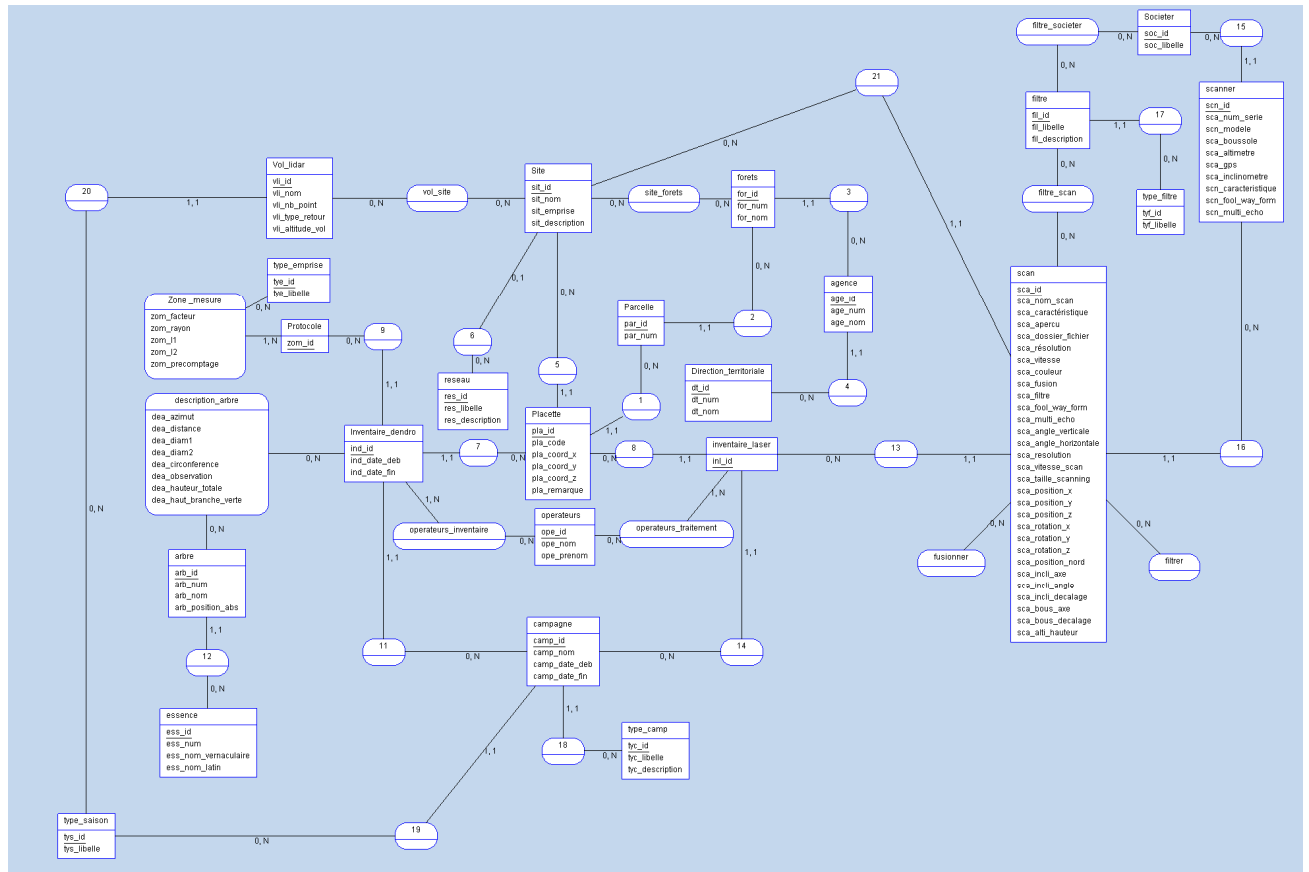 filtre_societer
0, N
Societer
soc_id
soc_libelle
0, N
15
0, N
1, 1
filtre
fil_id
fil_libelle
fil_description
1, 1
17
0, N
type_filtre
tyf_id
tyf_libelle
0, N
filtre_scan
0, N
scanner
scn_id
sca_num_serie
scn_modele
sca_boussole
sca_altimetre
sca_gps
sca_inclinometre
scn_caracteristique
scn_fool_way_form
scn_multi_echo
0, N
16
1, 1
21
0, N
1, 1
20
1, 1
Vol_lidar
vli_id
vli_nom
vli_nb_point
vli_type_retour
vli_altitude_vol
0, N
vol_site
0, N
Site
sit_id
sit_nom
sit_emprise
sit_description
0, N
site_forets
0, N
forets
for_id
for_num
for_nom
1, 1
3
0, N
agence
age_id
age_num
age_nom
1, 1
4
0, N
Direction_territoriale
dt_id
dt_num
dt_nom
0, N
2
1, 1
Parcelle
par_id
par_num
0, N
1
1, 1
0, 1
6
0, N
reseau
res_id
res_libelle
res_description
0, N
5
1, 1
type_emprise
tye_id
tye_libelle
0, N
Zone _mesure
zom_facteur
zom_rayon
zom_l1
zom_l2
zom_precomptage
1, N
Protocole
zom_id
0, N
9
1, 1
description_arbre
dea_azimut
dea_distance
dea_diam1
dea_diam2
dea_circonference
dea_observation
dea_hauteur_totale
dea_haut_branche_verte
0, N
Inventaire_dendro
ind_id
ind_date_deb
ind_date_fin
1, 1
7
0, N
Placette
pla_id
pla_code
pla_coord_x
pla_coord_y
pla_coord_z
pla_remarque
0, N
8
1, 1
inventaire_laser
inl_id
0, N
13
1, 1
scan
sca_id
sca_nom_scan
sca_caractéristique
sca_apercu
sca_dossier_fichier
sca_résolution
sca_vitesse
sca_couleur
sca_fusion
sca_filtre
sca_fool_way_form
sca_multi_echo
sca_angle_verticale
sca_angle_horizontale
sca_resolution
sca_vitesse_scan
sca_taille_scanning
sca_position_x
sca_position_y
sca_position_z
sca_rotation_x
sca_rotation_y
sca_rotation_z
sca_position_nord
sca_incli_axe
sca_incli_angle
sca_incli_decalage
sca_bous_axe
sca_bous_decalage
sca_alti_hauteur
0, N
fusionner
0, N
filtrer
1, N
operateurs_inventaire
0, N
operateurs
ope_id
ope_nom
ope_prenom
0, N
operateurs_traitement
1, N
0, N
arbre
arb_id
arb_num
arb_nom
arb_position_abs
1, 1
12
0, N
essence
ess_id
ess_num
ess_nom_vernaculaire
ess_nom_latin
1, 1
11
0, N
campagne
camp_id
camp_nom
camp_date_deb
camp_date_fin
0, N
14
1, 1
1, 1
18
0, N
type_camp
tyc_id
tyc_libelle
tyc_description
1, 1
19
0, N
0, N
type_saison
tys_id
tys_libelle